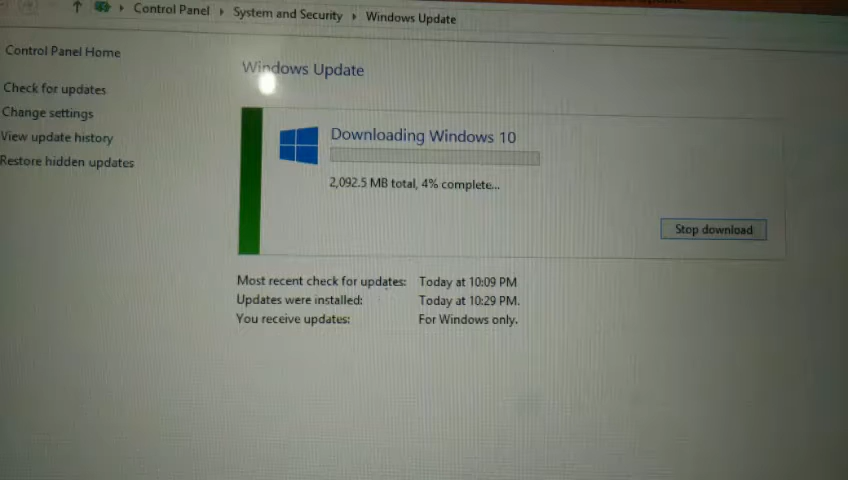 Control Panel ▸ System and Security ▸ Windows Update
Control Panel Home
Check for updates
Change settings
View update history
Restore hidden updates
Windows Update
Downloading Windows 10
2,092.5 MB total, 4% complete...
Stop download
Most recent check for updates: Today at 10:09 PM
Updates were installed: Today at 10:29 PM.
You receive updates: For Windows only.